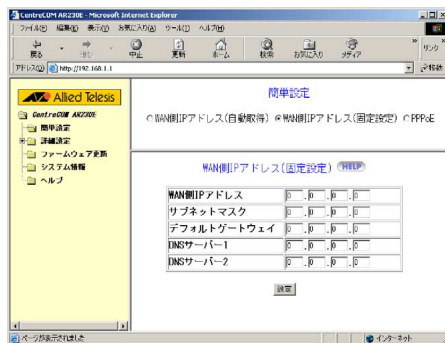 CentreCOM AR230E - Microsoft Internet Explorer
ファイル(F) 編集(E) 表示(V) お気に入り(A) ツール(T) ヘルプ(H)
戻る 中止 更新 ホーム 検索 お気に入り メディア
リンク
アドレス(D) http://192.168.1.1 移動
Allied Telesis
CentreCOM AR230E
簡単設定
詳細設定
ファームウェア更新
システム情報
ヘルプ
簡単設定
WAN側IPアドレス(自動取得) WAN側IPアドレス(固定設定) PPPoE
WAN側IPアドレス(固定設定) HELP
WAN側IPアドレス 0 . 0 . 0 . 0
サブネットマスク 0 . 0 . 0 . 0
デフォルトゲートウェイ 0 . 0 . 0 . 0
DNSサーバー1 0 . 0 . 0 . 0
DNSサーバー2 0 . 0 . 0 . 0
設定
ページが表示されました インターネット